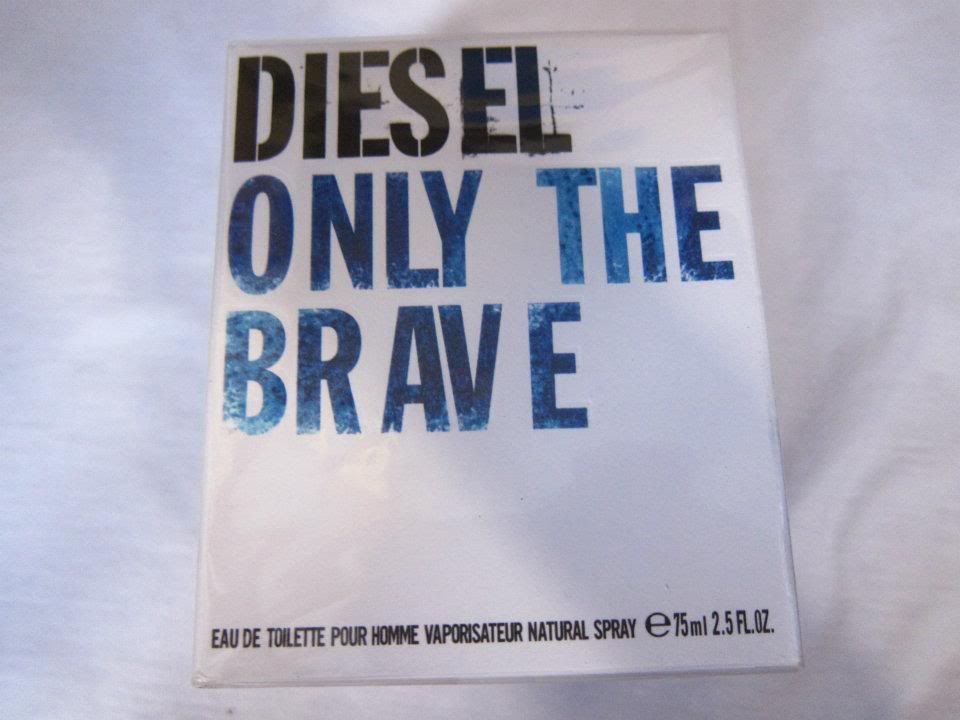 DIESEL
ONLY THE
BRAVE
EAU DE TOILETTE POUR HOMME VAPORISATEUR NATURAL SPRAY ℮75ml 2.5 FL.OZ.